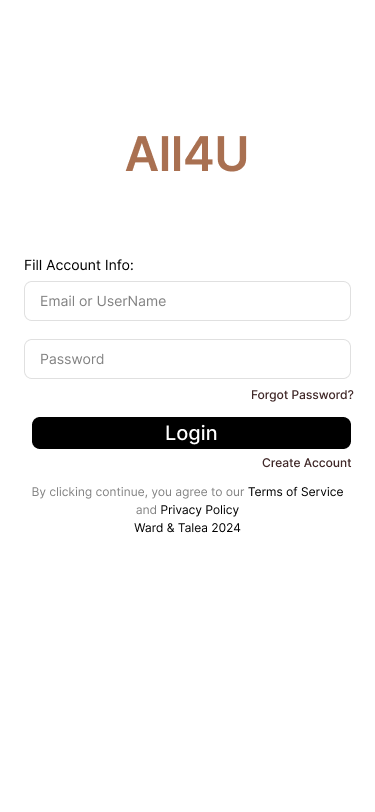 All4U
Fill Account Info:
Email or UserName
Password
Forgot Password?
Login
Create Account
By clicking continue, you agree to our Terms of Service
and Privacy Policy
Ward & Talea 2024